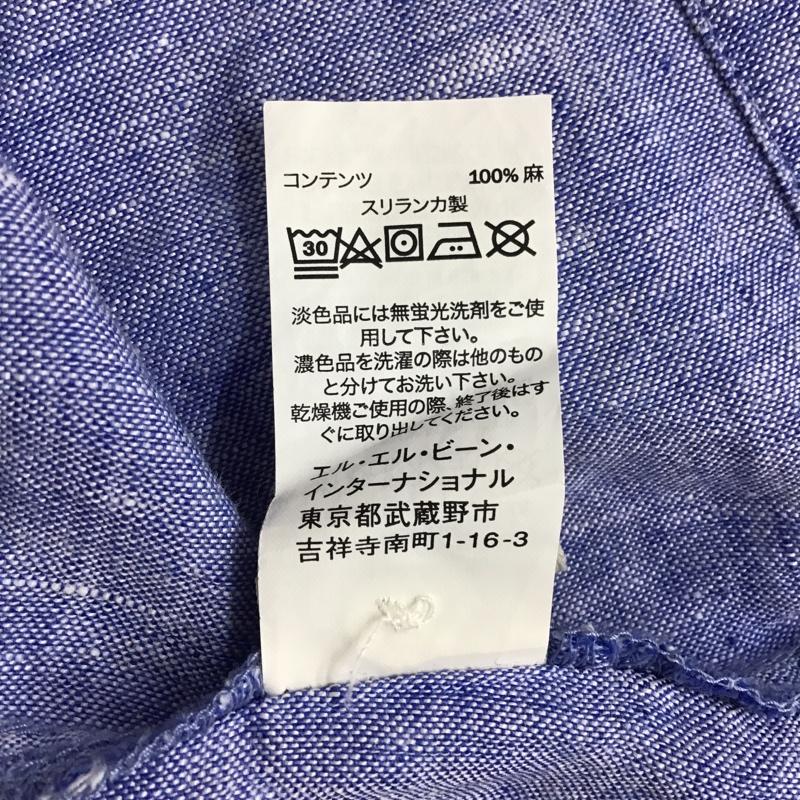 コンテンツ 100% 麻
スリランカ製
30
淡色品には無蛍光洗剤をご使
用して下さい。
濃色品を洗濯の際は他のもの
と分けてお洗い下さい。
乾燥機ご使用の際、終了後はす
ぐに取り出してください。
エル・エル・ビーン・
インターナショナル
東京都武蔵野市
吉祥寺南町1-16-3